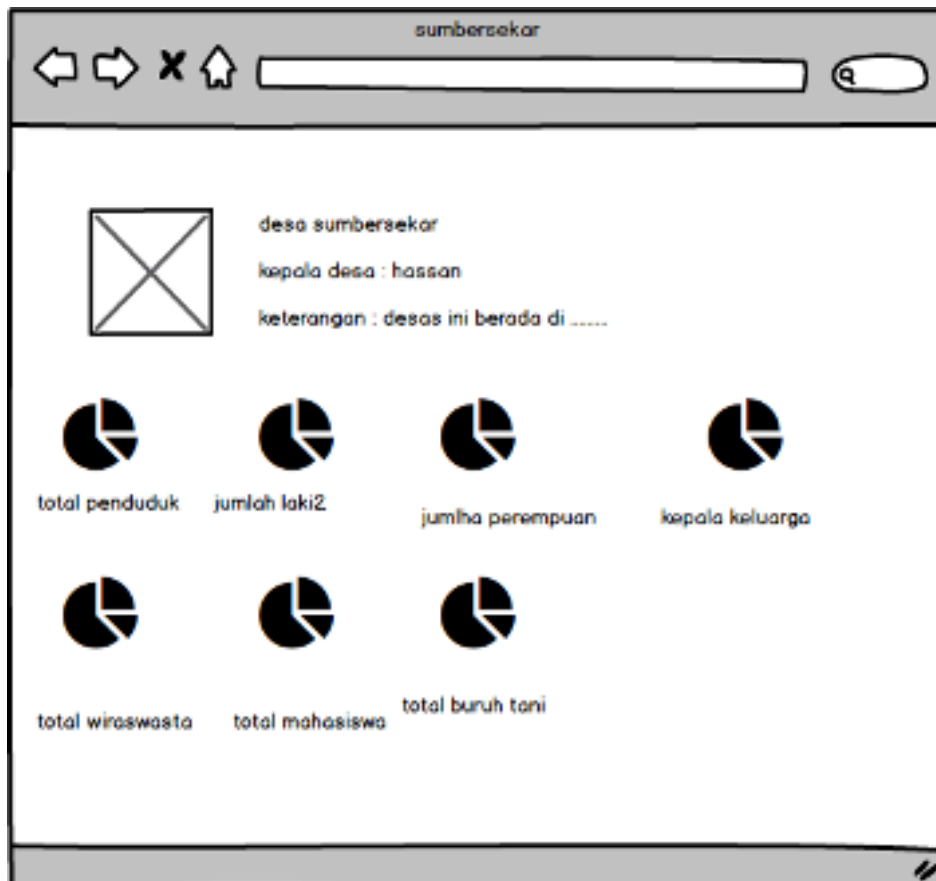 sumbersekar
desa sumbersekar
kepala desa : hassan
keterangan : desas ini berada di ......
total penduduk
jumlah laki2
jumlha perempuan
kepala keluarga
total wiraswasta
total mahasiswa
total buruh tani